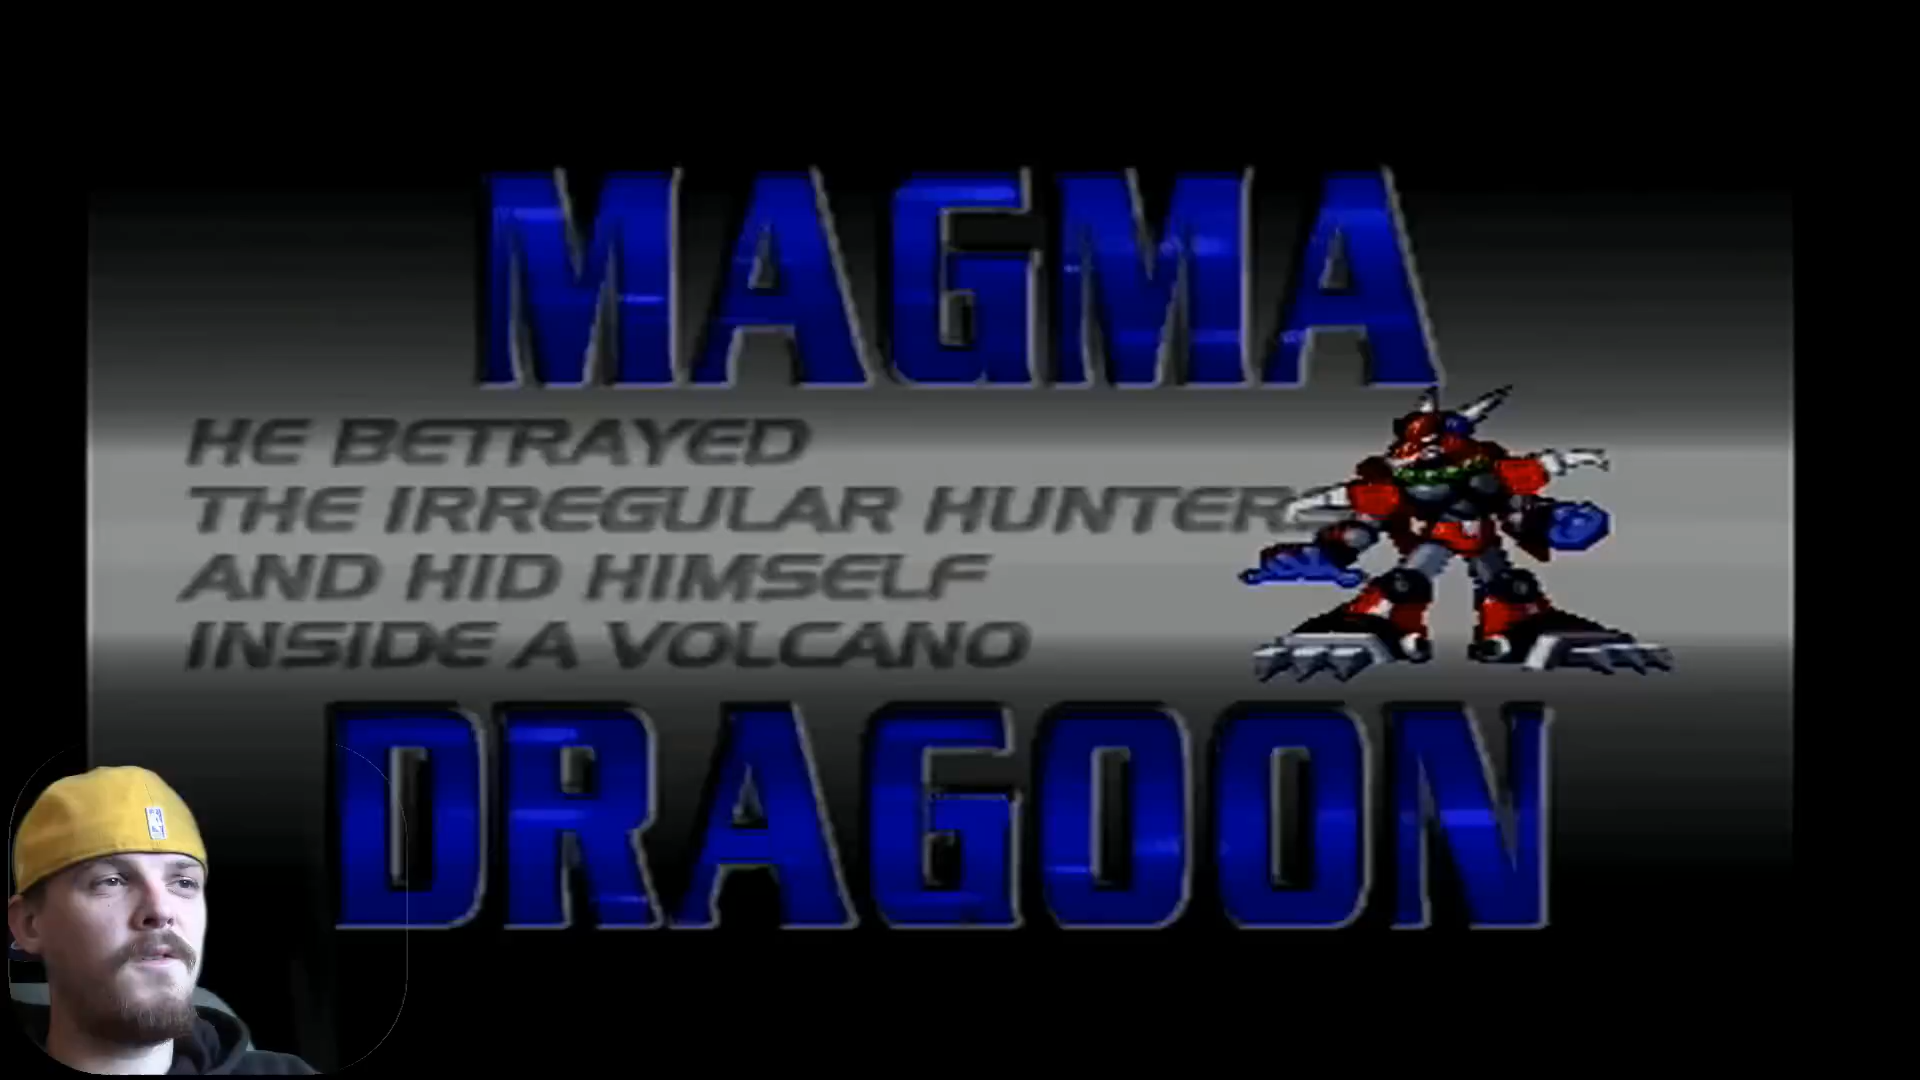 MAGMA
HE BETRAYED
THE IRREGULAR HUNTERS
AND HID HIMSELF
INSIDE A VOLCANO
DRAGOON